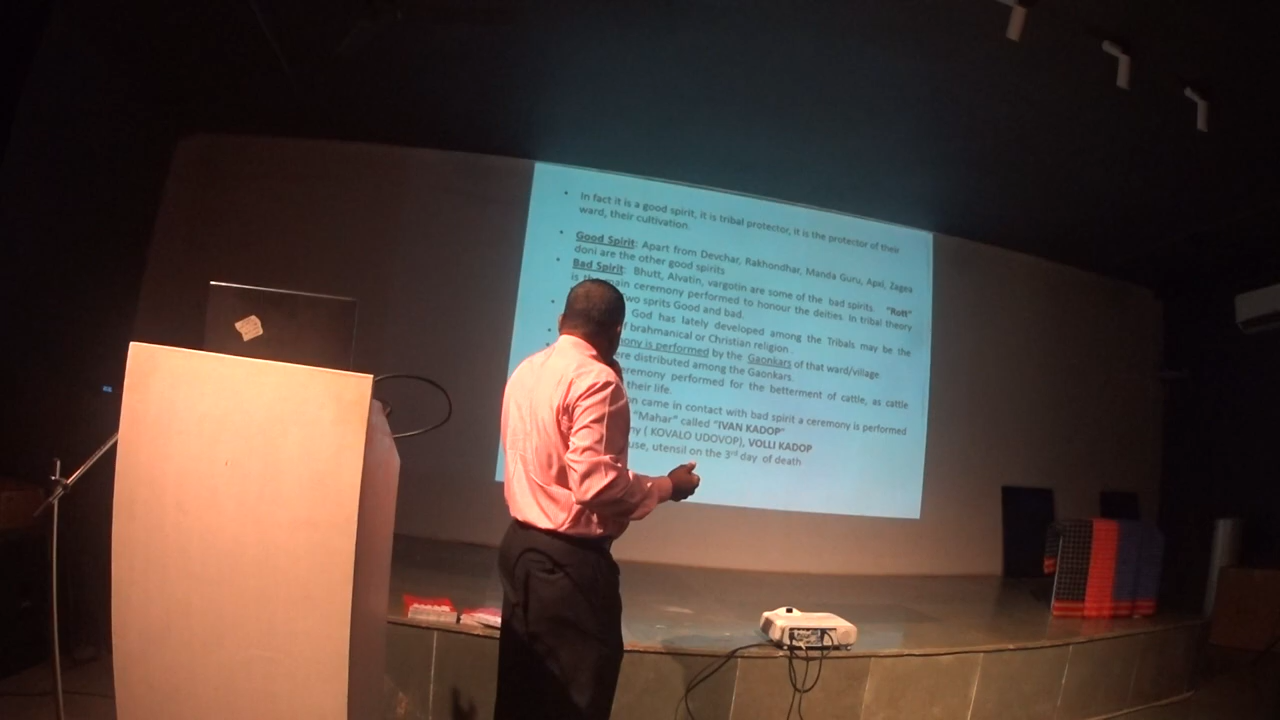 • In fact it is a good spirit, it is tribal protector, it is the protector of their
ward, their cultivation.
• Good Spirit: Apart from Devchar, Rakhondhar, Manda Guru, Apal, Zagea
doni are the other good spirits
• Bad Spirit: Bhutt, Alvatin, vargotin are some of the bad spirits. "Rott"
is the main ceremony performed to honour the deities. In tribal theory
two sprits Good and bad.
• God has lately developed among the Tribals may be the
of brahmanical or Christian religion .
• is performed by the Gaonkars of that ward/village.
were distributed among the Gaonkars.
ceremony performed for the betterment of cattle, as cattle
their life.
came in contact with bad spirit a ceremony is performed
"Mahar" called "IVAN KADOP"
( KOVALO UDOVOP), VOLLI KADOP
utensil on the 3rd day of death